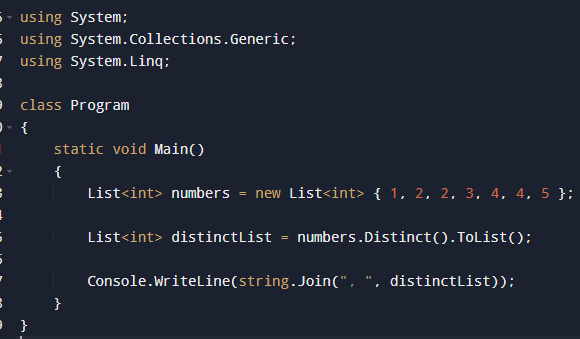 using System;
using System.Collections.Generic;
using System.Linq;
class Program
{
static void Main()
{
List<int> numbers = new List<int> { 1, 2, 2, 3, 4, 4, 5 };
List<int> distinctList = numbers.Distinct().ToList();
Console.WriteLine(string.Join(", ", distinctList));
}
}